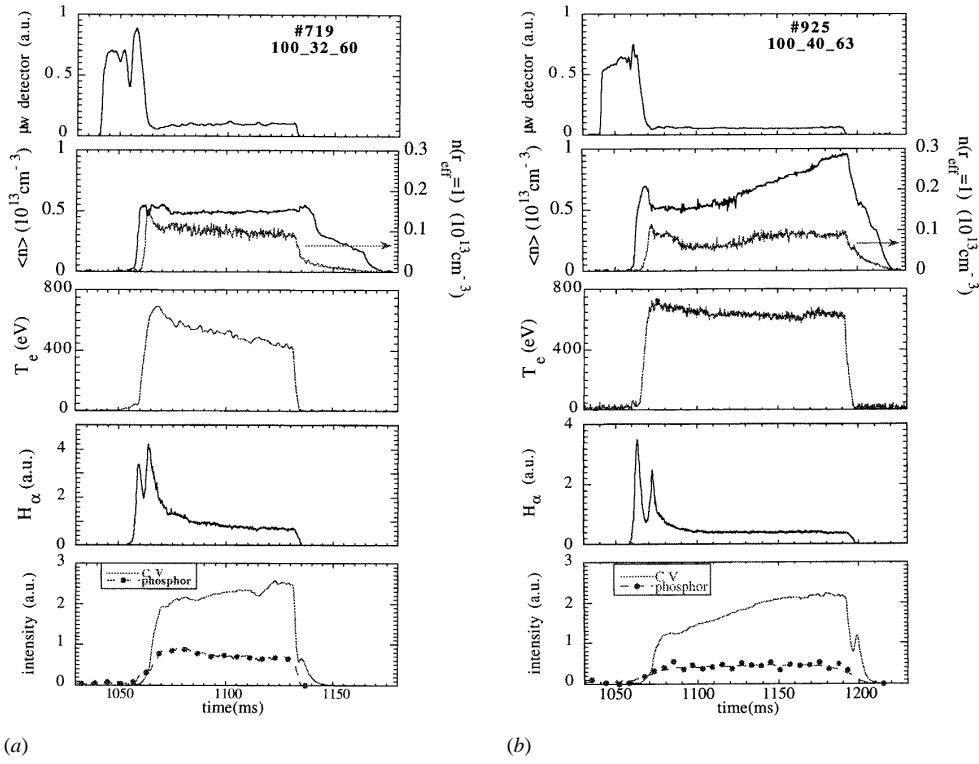 #719
100_32_60
μw detector (a.u.)
1
0.5
0
<n> (10^13 cm^-3)
1
0.5
0
0.3
0.2
0.1
0
n(r_eff=1) (10^13 cm^-3)
T_e (eV)
800
400
0
H_α (a.u.)
4
2
0
intensity (a.u.)
3
2
1
0
C V
phosphor
1050
1100
1150
time(ms)
(a)
#925
100_40_63
μw detector (a.u.)
1
0.5
0
<n> (10^13 cm^-3)
1
0.5
0
0.3
0.2
0.1
0
n(r_eff=1) (10^13 cm^-3)
T_e (eV)
800
400
0
H_α (a.u.)
4
2
0
intensity (a.u.)
3
2
1
0
C V
phosphor
1050
1100
1150
1200
time(ms)
(b)